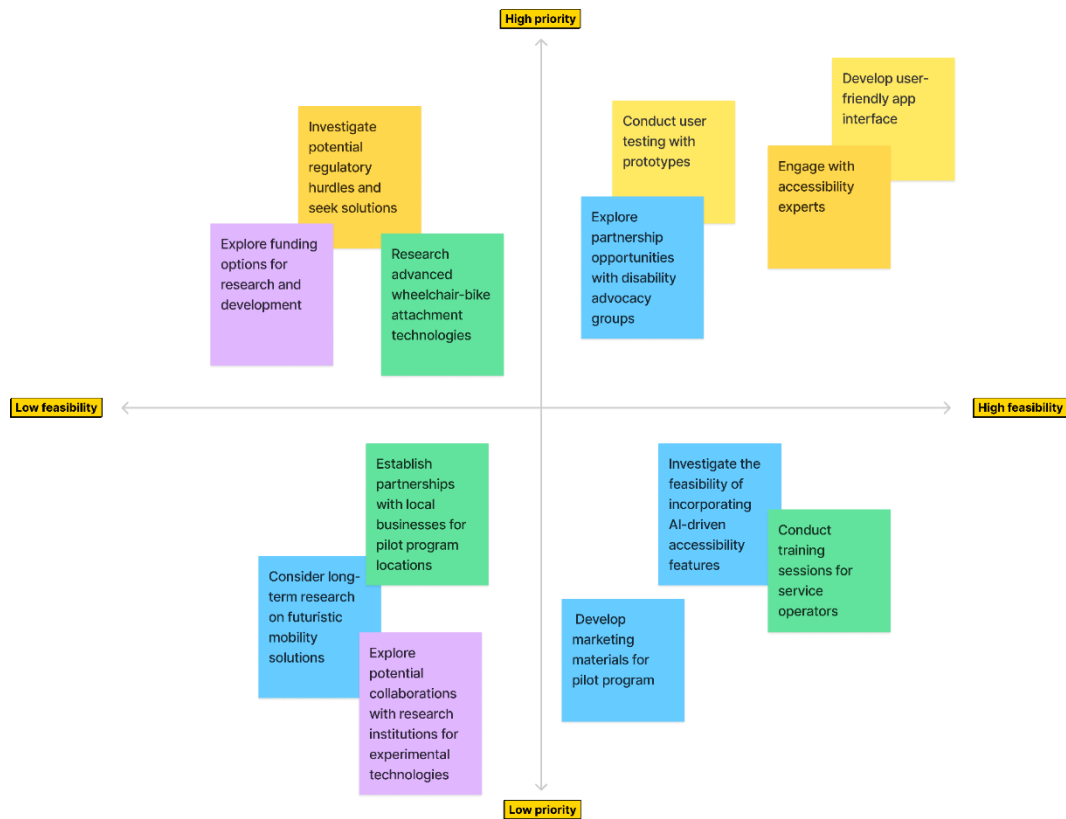 High priority
Develop user-
friendly app
interface
Conduct user
testing with
prototypes
Investigate
potential
regulatory
hurdles and
seek solutions
Engage with
accessibility
experts
Explore
partnership
opportunities
with disability
advocacy
groups
Explore funding
options for
research and
development
Research
advanced
wheelchair-bike
attachment
technologies
Low feasibility
High feasibility
Establish
partnerships
with local
businesses for
pilot program
locations
Investigate the
feasibility of
incorporating
AI-driven
accessibility
features
Conduct
training
sessions for
service
operators
Consider long-
term research
on futuristic
mobility
solutions
Develop
marketing
materials for
pilot program
Explore
potential
collaborations
with research
institutions for
experimental
technologies
Low priority